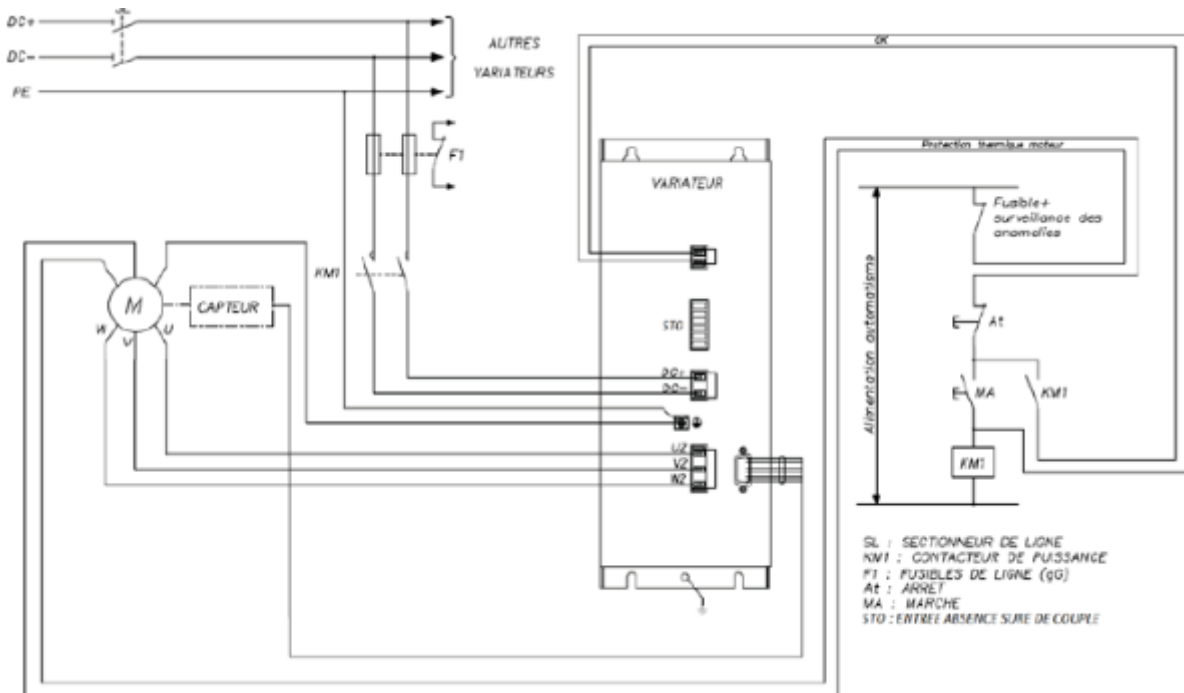 DC+
DC-
PE
AUTRES
VARIATEURS
F1
KM1
M
W
V
U
CAPTEUR
VARIATEUR
STO
DC+
DC-
U2
V2
W2
OK
Protection thermique moteur
Alimentation automatisme
Fusible+
surveillance des
anomalies
At
MA
KM1
KM1
SL : SECTIONNEUR DE LIGNE
KM1 : CONTACTEUR DE PUISSANCE
F1 : FUSIBLES DE LIGNE (gG)
At : ARRET
MA : MARCHE
STO : ENTREE ABSENCE SURE DE COUPLE